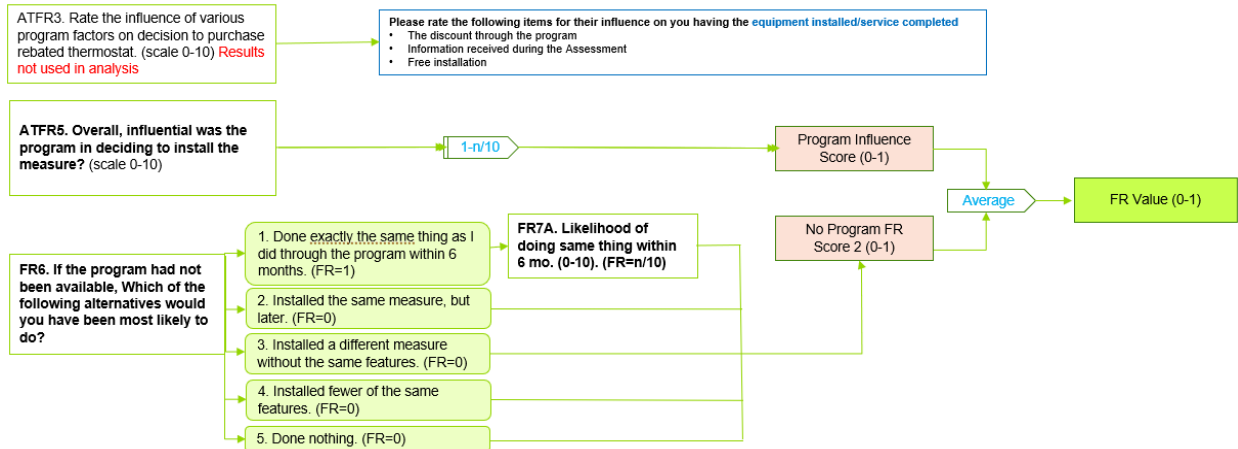 ATFR3. Rate the influence of various
program factors on decision to purchase
rebated thermostat. (scale 0-10) Results
not used in analysis
Please rate the following items for their influence on you having the equipment installed/service completed
• The discount through the program
• Information received during the Assessment
• Free installation
ATFR5. Overall, influential was the
program in deciding to install the
measure? (scale 0-10)
1-n/10
Program Influence
Score (0-1)
Average
FR Value (0-1)
No Program FR
Score 2 (0-1)
FR6. If the program had not
been available, Which of the
following alternatives would
you have been most likely to
do?
1. Done exactly the same thing as I
did through the program within 6
months. (FR=1)
FR7A. Likelihood of
doing same thing within
6 mo. (0-10). (FR=n/10)
2. Installed the same measure, but
later. (FR=0)
3. Installed a different measure
without the same features. (FR=0)
4. Installed fewer of the same
features. (FR=0)
5. Done nothing. (FR=0)